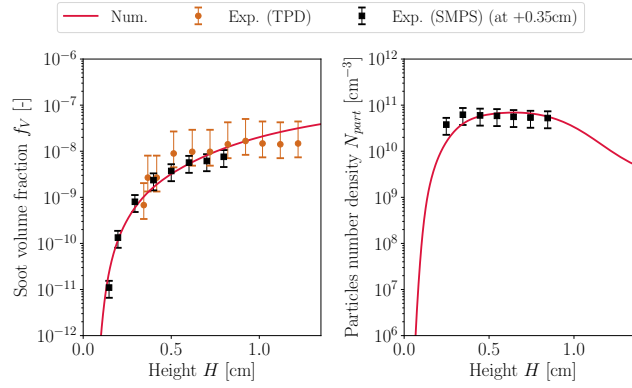 Num. Exp. (TPD) Exp. (SMPS) (at +0.35cm)
Soot volume fraction f_V [-]
10^{-6}
10^{-7}
10^{-8}
10^{-9}
10^{-10}
10^{-11}
10^{-12}
0.0 0.5 1.0
Height H [cm]
Particles number density N_{part} [cm^{-3}]
10^{12}
10^{11}
10^{10}
10^{9}
10^{8}
10^{7}
10^{6}
0.0 0.5 1.0
Height H [cm]